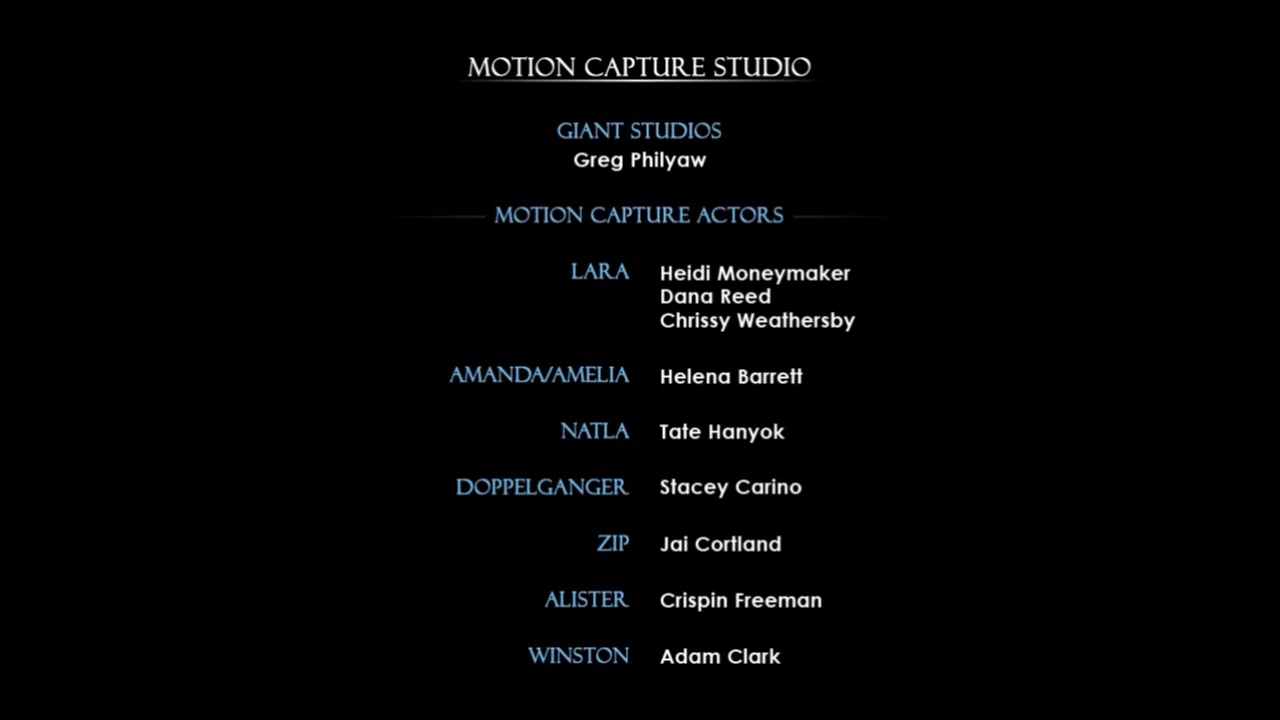 MOTION CAPTURE STUDIO
GIANT STUDIOS
Greg Philyaw
MOTION CAPTURE ACTORS
LARA Heidi Moneymaker
Dana Reed
Chrissy Weathersby
AMANDA/AMELIA Helena Barrett
NATLA Tate Hanyok
DOPPELGANGER Stacey Carino
ZIP Jai Cortland
ALISTER Crispin Freeman
WINSTON Adam Clark